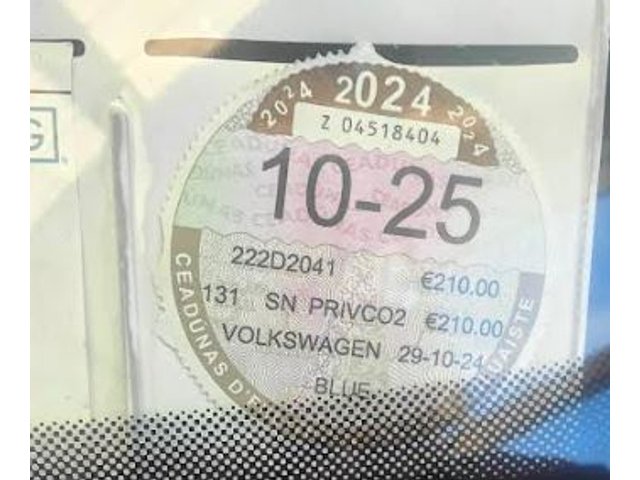 G
2024 2024 2024
Z 04518404
10-25
222D2041 €210.00
131 SN PRIVCO2 €210.00
VOLKSWAGEN 29-10-24
BLUE
CEADUNAS